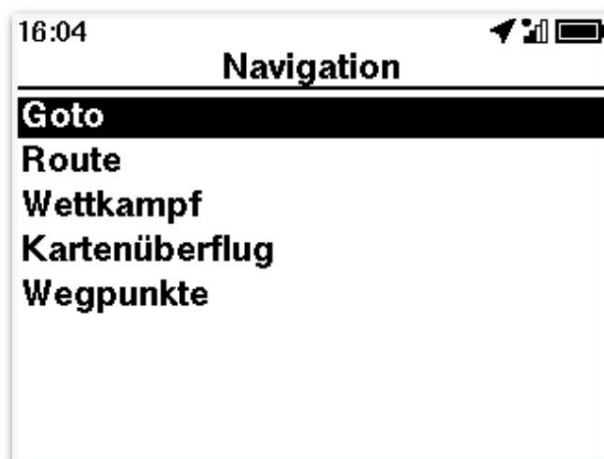 16:04
Navigation
Goto
Route
Wettkampf
Kartenüberflug
Wegpunkte